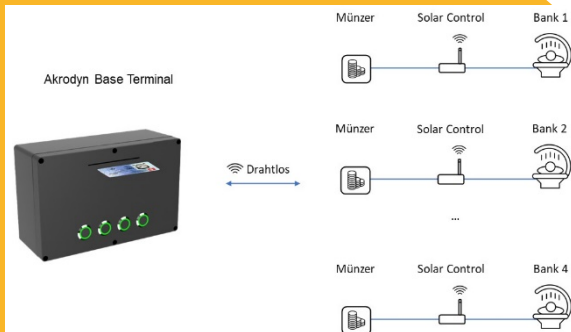 Akrodyn Base Terminal
Drahtlos
Münzer Solar Control Bank 1
Münzer Solar Control Bank 2
...
Münzer Solar Control Bank 4